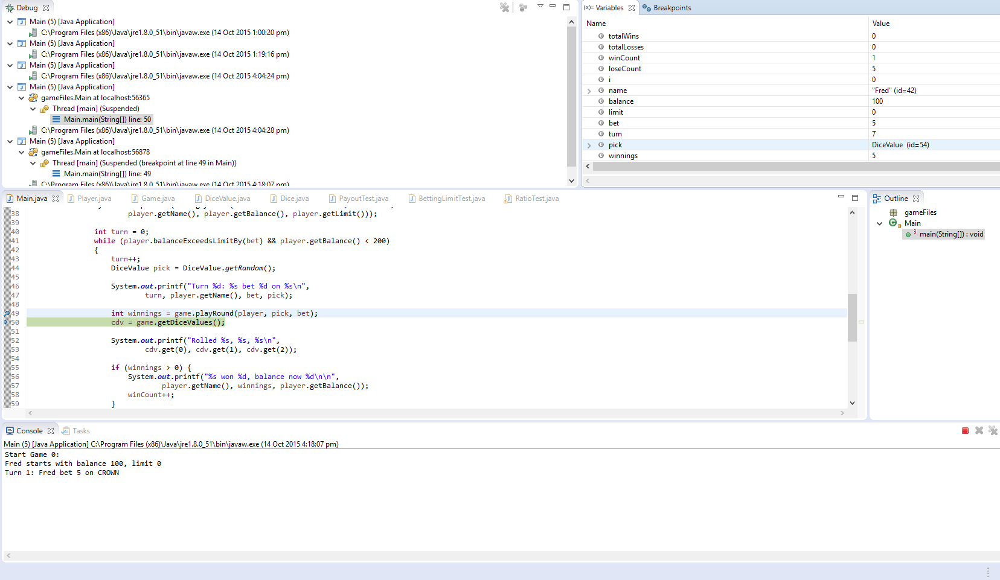 Debug
Main (5) [Java Application]
C:\Program Files (x86)\Java\jre1.8.0_51\bin\javaw.exe (14 Oct 2015 1:00:20 pm)
Main (5) [Java Application]
C:\Program Files (x86)\Java\jre1.8.0_51\bin\javaw.exe (14 Oct 2015 1:19:16 pm)
Main (5) [Java Application]
C:\Program Files (x86)\Java\jre1.8.0_51\bin\javaw.exe (14 Oct 2015 4:04:24 pm)
Main (5) [Java Application]
gameFiles.Main at localhost:56365
Thread [main] (Suspended)
Main.main(String[]) line: 50
C:\Program Files (x86)\Java\jre1.8.0_51\bin\javaw.exe (14 Oct 2015 4:04:28 pm)
Main (5) [Java Application]
gameFiles.Main at localhost:56878
Thread [main] (Suspended (breakpoint at line 49 in Main))
Main.main(String[]) line: 49
C:\Program Files (x86)\Java\jre1.8.0_51\bin\javaw.exe (14 Oct 2015 4:18:07 pm)
(x)= Variables Breakpoints
Name Value
totalWins 0
totalLosses 0
winCount 1
loseCount 5
i 0
name "Fred" (id=42)
balance 100
limit 0
bet 5
turn 7
pick DiceValue (id=54)
winnings 5
Main.java Player.java Game.java DiceValue.java Dice.java PayoutTest.java BettingLimitTest.java RatioTest.java
38 player.getName(), player.getBalance(), player.getLimit()));
39
40 int turn = 0;
41 while (player.balanceExceedsLimitBy(bet) && player.getBalance() < 200)
42 {
43 turn++;
44 DiceValue pick = DiceValue.getRandom();
45
46 System.out.printf("Turn %d: %s bet %d on %s\n",
47 turn, player.getName(), bet, pick);
48
49 int winnings = game.playRound(player, pick, bet);
50 cdv = game.getDiceValues();
51
52 System.out.printf("Rolled %s, %s, %s\n",
53 cdv.get(0), cdv.get(1), cdv.get(2));
54
55 if (winnings > 0) {
56 System.out.printf("%s won %d, balance now %d\n\n",
57 player.getName(), winnings, player.getBalance());
58 winCount++;
59 }
Outline
gameFiles
Main
S main(String[]) : void
Console Tasks
Main (5) [Java Application] C:\Program Files (x86)\Java\jre1.8.0_51\bin\javaw.exe (14 Oct 2015 4:18:07 pm)
Start Game 0:
Fred starts with balance 100, limit 0
Turn 1: Fred bet 5 on CROWN